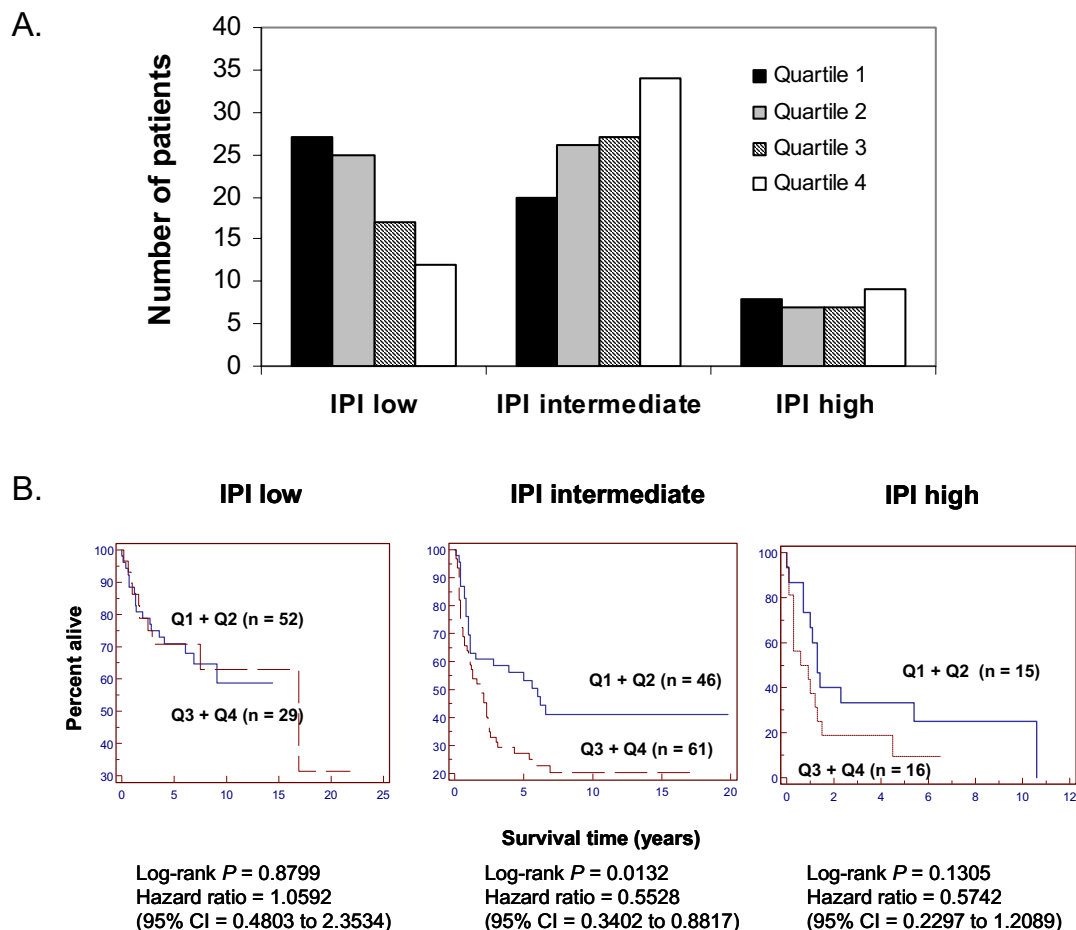 A.
Number of patients
40
35
30
25
20
15
10
5
0
Quartile 1
Quartile 2
Quartile 3
Quartile 4
IPI low IPI intermediate IPI high
B.
IPI low IPI intermediate IPI high
Percent alive
100
90
80
70
60
50
40
30
0 5 10 15 20 25
Q1 + Q2 (n = 52)
Q3 + Q4 (n = 29)
100
90
80
70
60
50
40
30
20
0 5 10 15 20
Q1 + Q2 (n = 46)
Q3 + Q4 (n = 61)
100
80
60
40
20
0
0 2 4 6 8 10 12
Q1 + Q2 (n = 15)
Q3 + Q4 (n = 16)
Survival time (years)
Log-rank P = 0.8799
Hazard ratio = 1.0592
(95% CI = 0.4803 to 2.3534)
Log-rank P = 0.0132
Hazard ratio = 0.5528
(95% CI = 0.3402 to 0.8817)
Log-rank P = 0.1305
Hazard ratio = 0.5742
(95% CI = 0.2297 to 1.2089)